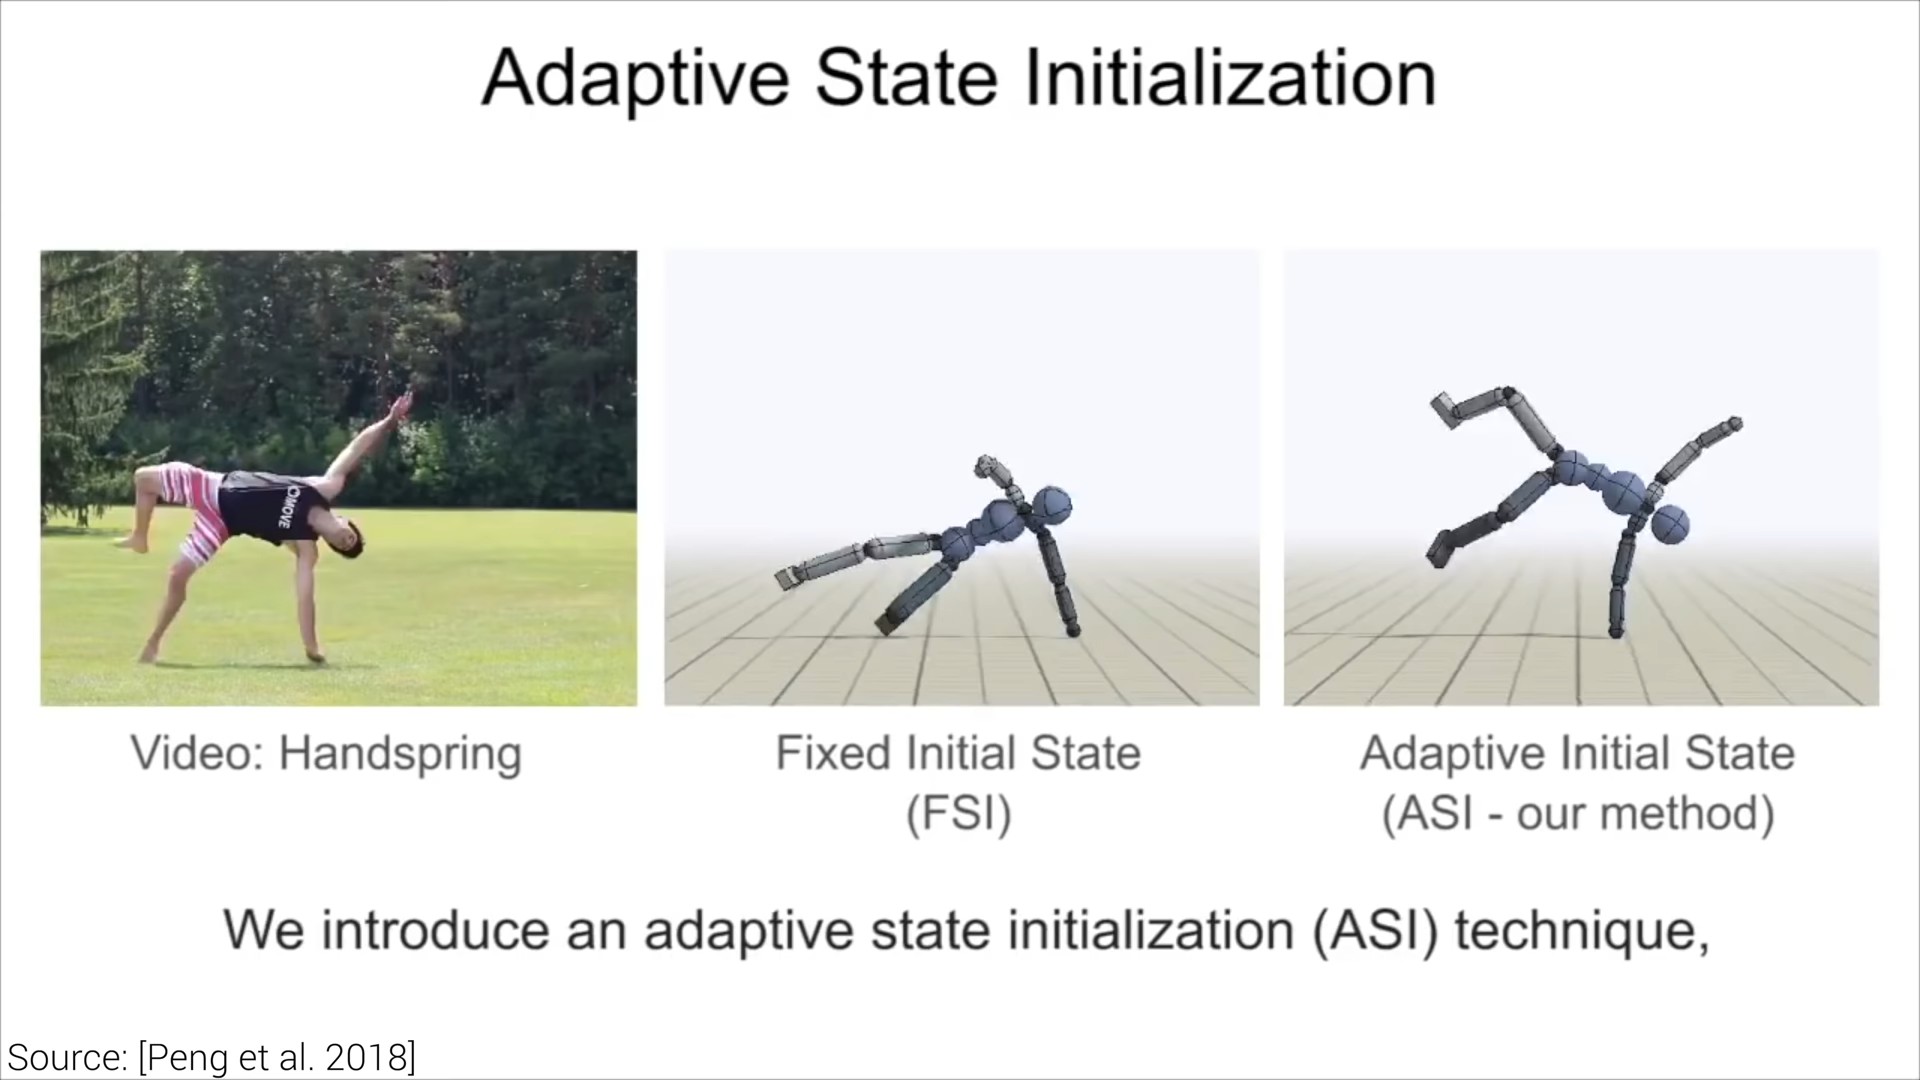 Adaptive State Initialization
OMOVE
Video: Handspring
Fixed Initial State
(FSI)
Adaptive Initial State
(ASI - our method)
We introduce an adaptive state initialization (ASI) technique,
Source: [Peng et al. 2018]